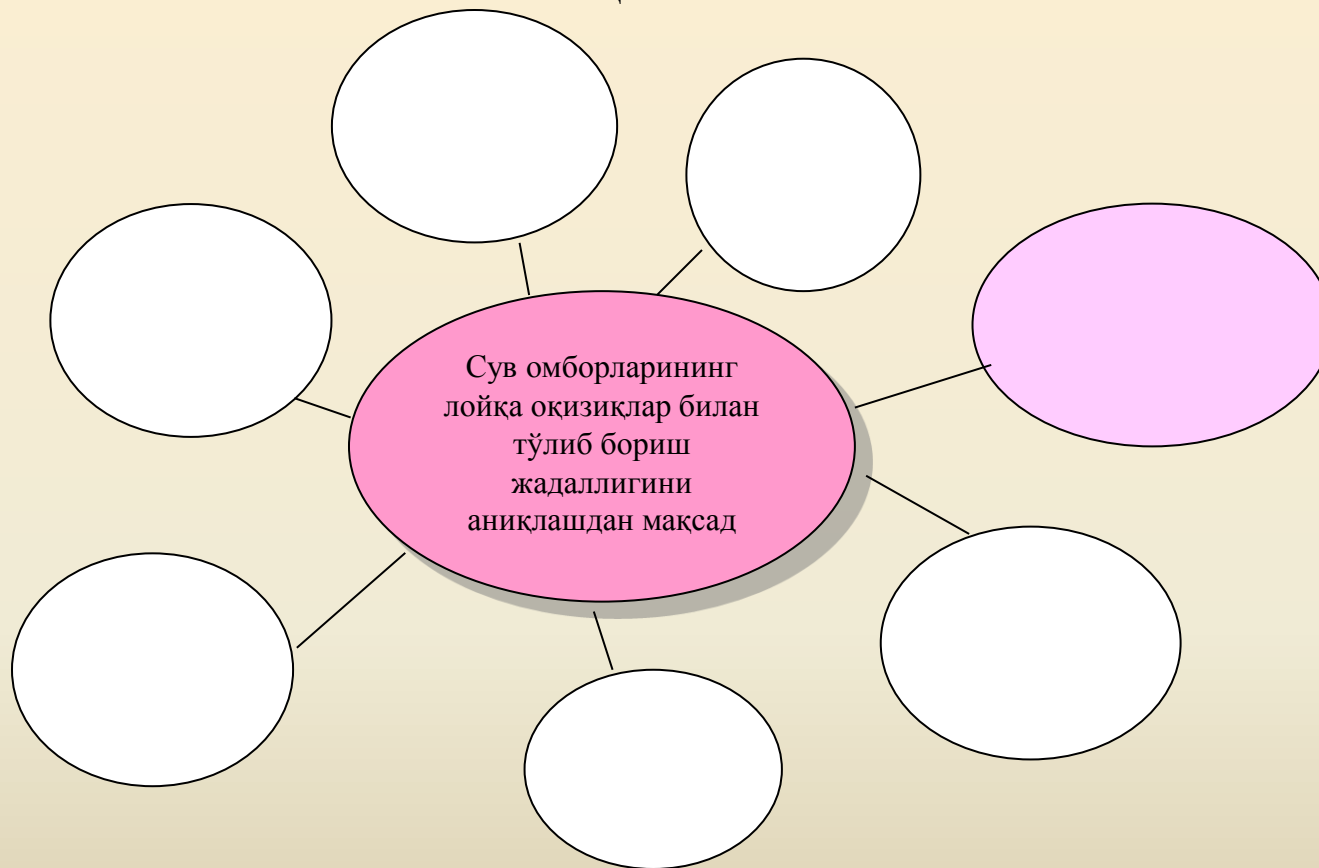 Сув омборларининг
лойқа оқизиқлар билан
тўлиб бориш
жадаллигини
аниқлашдан мақсад